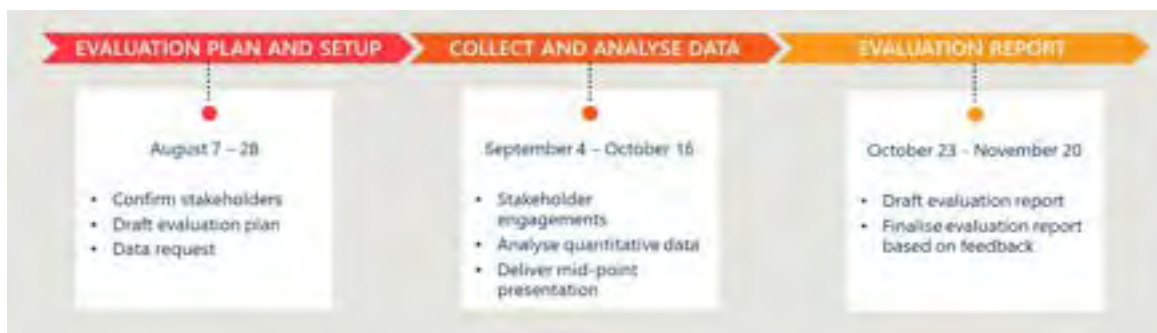 EVALUATION PLAN AND SETUP
August 7 – 28
• Confirm stakeholders
• Draft evaluation plan
• Data request
COLLECT AND ANALYSE DATA
September 4 – October 16
• Stakeholder
engagements
• Analyse quantitative data
• Deliver mid-point
presentation
EVALUATION REPORT
October 23 - November 20
• Draft evaluation report
• Finalise evaluation report
based on feedback